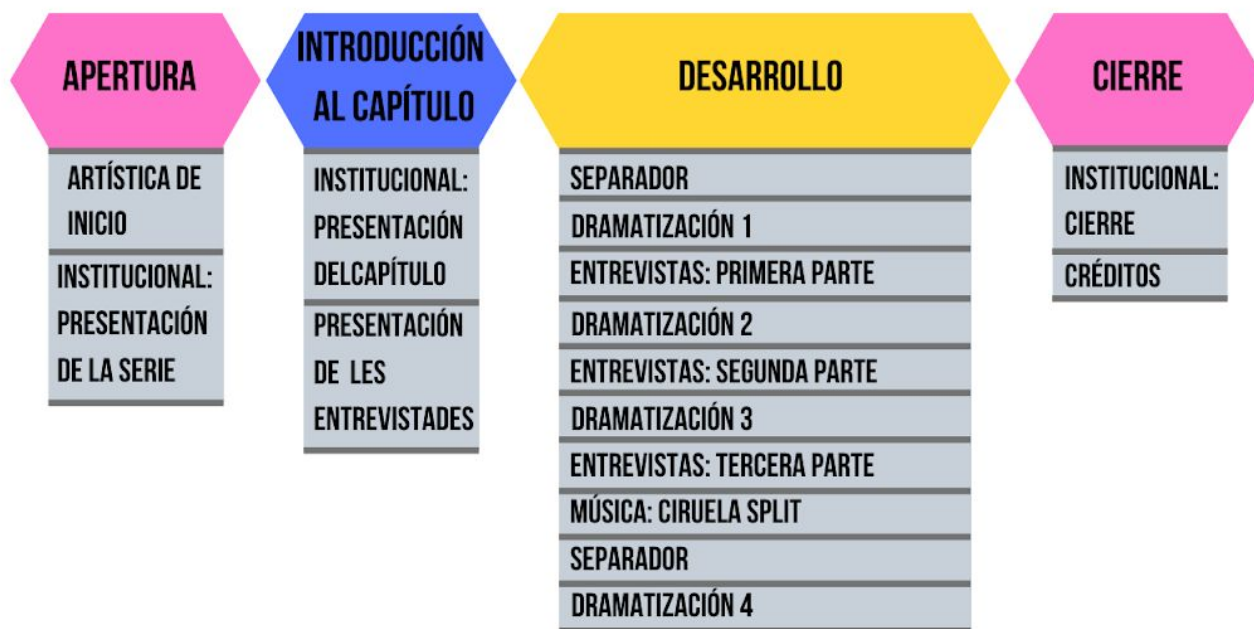 APERTURA
ARTÍSTICA DE
INICIO
INSTITUCIONAL:
PRESENTACIÓN
DE LA SERIE
INTRODUCCIÓN
AL CAPÍTULO
INSTITUCIONAL:
PRESENTACIÓN
DELCAPÍTULO
PRESENTACIÓN
DE LES
ENTREVISTADES
DESARROLLO
SEPARADOR
DRAMATIZACIÓN 1
ENTREVISTAS: PRIMERA PARTE
DRAMATIZACIÓN 2
ENTREVISTAS: SEGUNDA PARTE
DRAMATIZACIÓN 3
ENTREVISTAS: TERCERA PARTE
MÚSICA: CIRUELA SPLIT
SEPARADOR
DRAMATIZACIÓN 4
CIERRE
INSTITUCIONAL:
CIERRE
CRÉDITOS